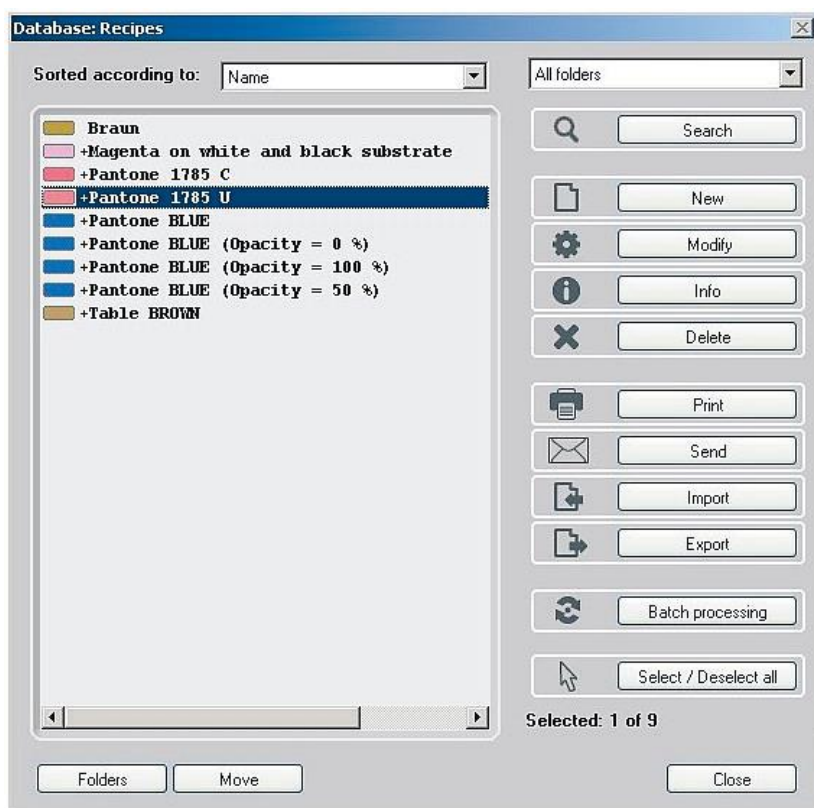 Database: Recipes
Sorted according to: Name All folders
Braun
+Magenta on white and black substrate
+Pantone 1785 C
+Pantone 1785 U
+Pantone BLUE
+Pantone BLUE (Opacity = 0 %)
+Pantone BLUE (Opacity = 100 %)
+Pantone BLUE (Opacity = 50 %)
+Table BROWN
Search
New
Modify
Info
Delete
Print
Send
Import
Export
Batch processing
Select / Deselect all
Selected: 1 of 9
Folders Move Close